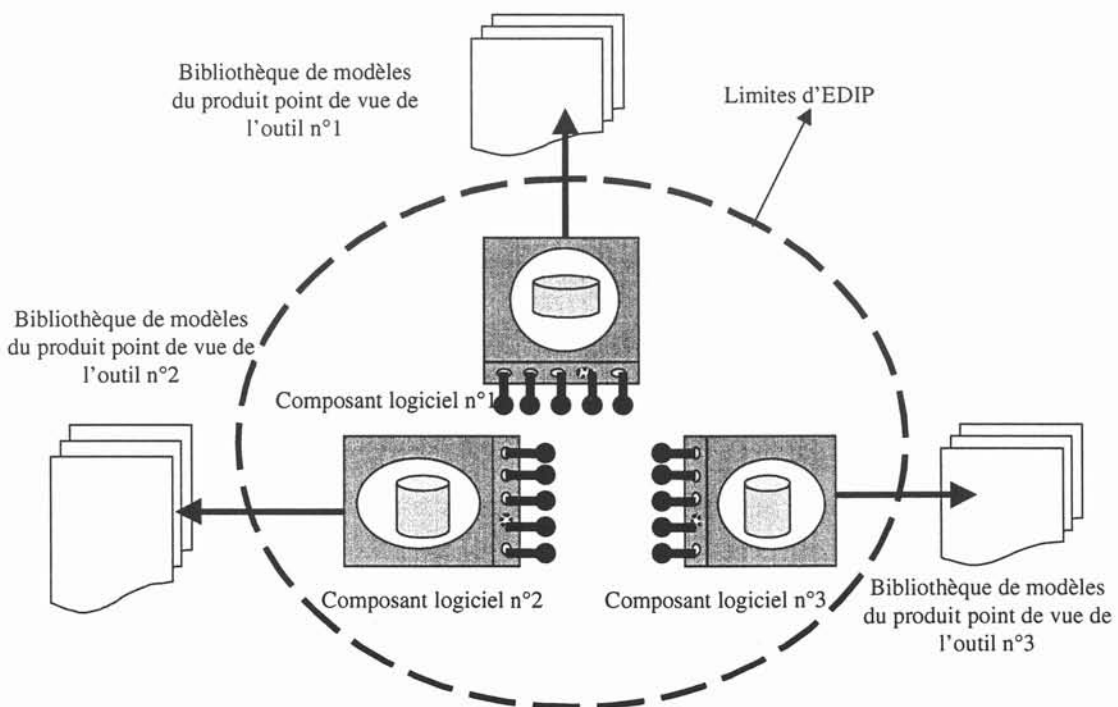 Bibliothèque de modèles
du produit point de vue de
l'outil n°1
Limites d'EDIP
Bibliothèque de modèles
du produit point de vue de
l'outil n°2
Composant logiciel n°1
Composant logiciel n°2
Composant logiciel n°3
Bibliothèque de modèles
du produit point de vue de
l'outil n°3